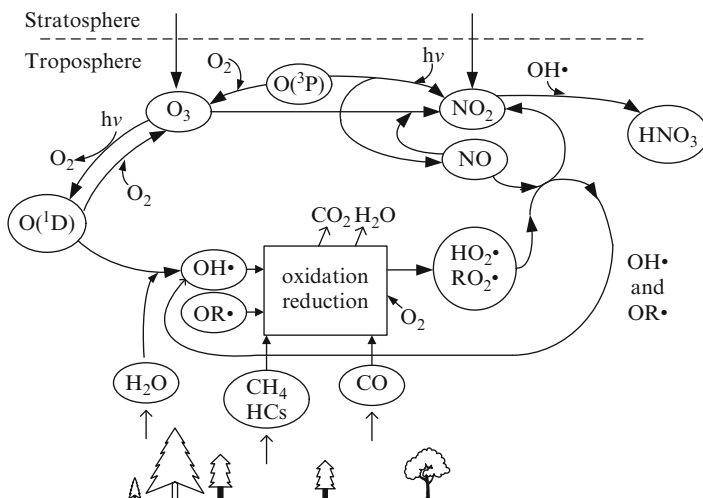 Stratosphere
Troposphere
O₂
O(³P)
hν
OH•
O₃
NO₂
HNO₃
hν
O₂
NO
O₂
O(¹D)
CO₂ H₂O
OH•
oxidation
reduction
HO₂•
RO₂•
OH•
and
OR•
OR•
O₂
H₂O
CH₄
HCs
CO